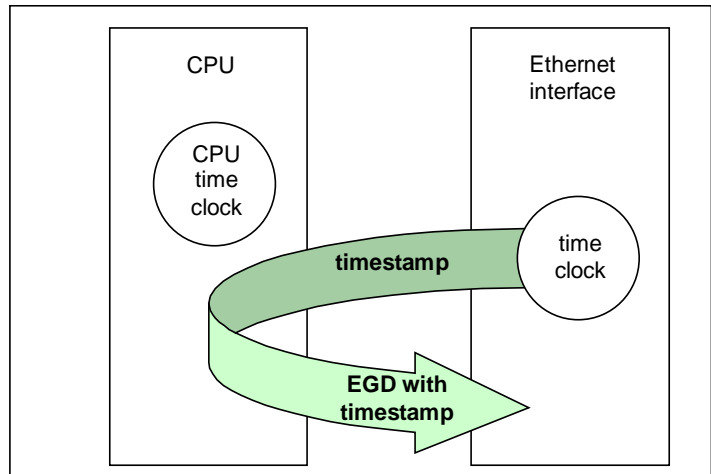 CPU
Ethernet
interface
CPU
time
clock
time
clock
timestamp
EGD with
timestamp